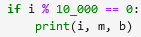 if i % 10_000 == 0:
    print(i, m, b)